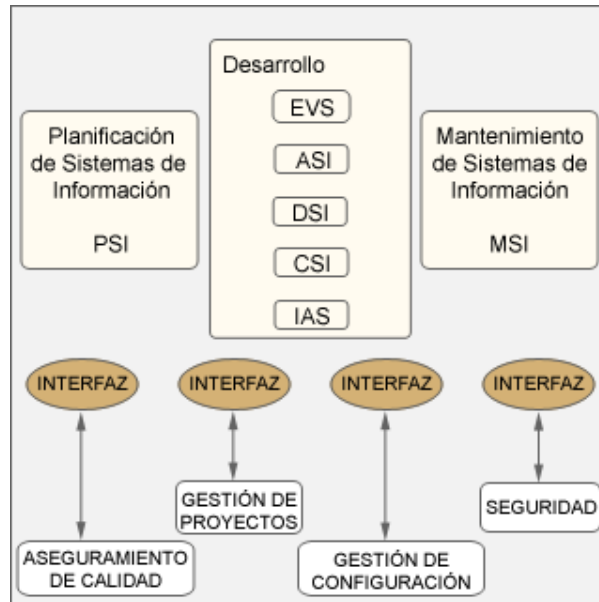 Desarrollo
EVS
ASI
DSI
CSI
IAS
Planificación
de Sistemas de
Información
PSI
Mantenimiento
de Sistemas de
Información
MSI
INTERFAZ
INTERFAZ
INTERFAZ
INTERFAZ
GESTIÓN DE
PROYECTOS
SEGURIDAD
ASEGURAMIENTO
DE CALIDAD
GESTIÓN DE
CONFIGURACIÓN